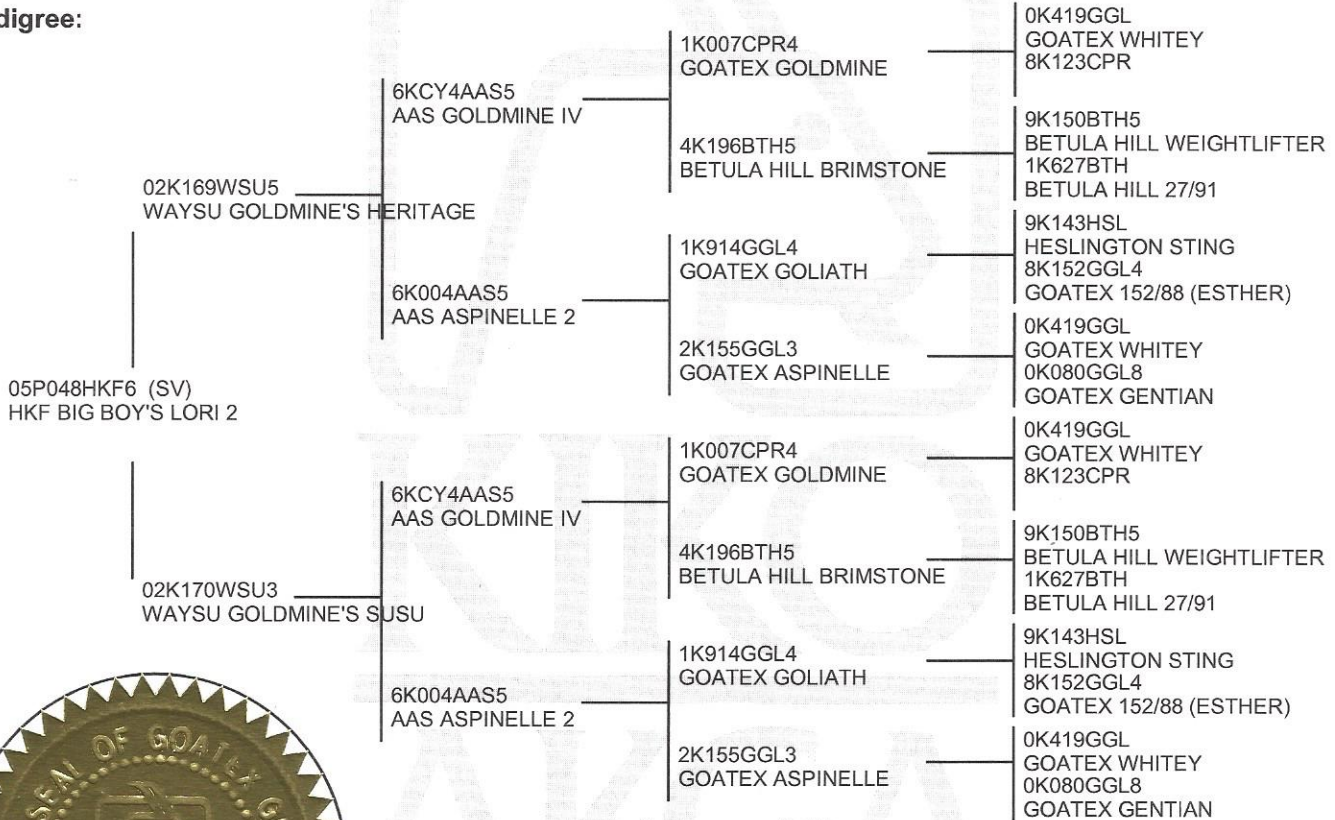 digree:
05P048HKF6 (SV)
HKF BIG BOY'S LORI 2
02K169WSU5
WAYSU GOLDMINE'S HERITAGE
02K170WSU3
WAYSU GOLDMINE'S SUSU
6KCY4AAS5
AAS GOLDMINE IV
6K004AAS5
AAS ASPINELLE 2
6KCY4AAS5
AAS GOLDMINE IV
6K004AAS5
AAS ASPINELLE 2
1K007CPR4
GOATEX GOLDMINE
4K196BTH5
BETULA HILL BRIMSTONE
1K914GGL4
GOATEX GOLIATH
2K155GGL3
GOATEX ASPINELLE
1K007CPR4
GOATEX GOLDMINE
4K196BTH5
BETULA HILL BRIMSTONE
1K914GGL4
GOATEX GOLIATH
2K155GGL3
GOATEX ASPINELLE
0K419GGL
GOATEX WHITEY
8K123CPR
9K150BTH5
BETULA HILL WEIGHTLIFTER
1K627BTH
BETULA HILL 27/91
9K143HSL
HESLINGTON STING
8K152GGL4
GOATEX 152/88 (ESTHER)
0K419GGL
GOATEX WHITEY
0K080GGL8
GOATEX GENTIAN
0K419GGL
GOATEX WHITEY
8K123CPR
9K150BTH5
BETULA HILL WEIGHTLIFTER
1K627BTH
BETULA HILL 27/91
9K143HSL
HESLINGTON STING
8K152GGL4
GOATEX 152/88 (ESTHER)
0K419GGL
GOATEX WHITEY
0K080GGL8
GOATEX GENTIAN
KIKO
SEAL OF GOATEX G